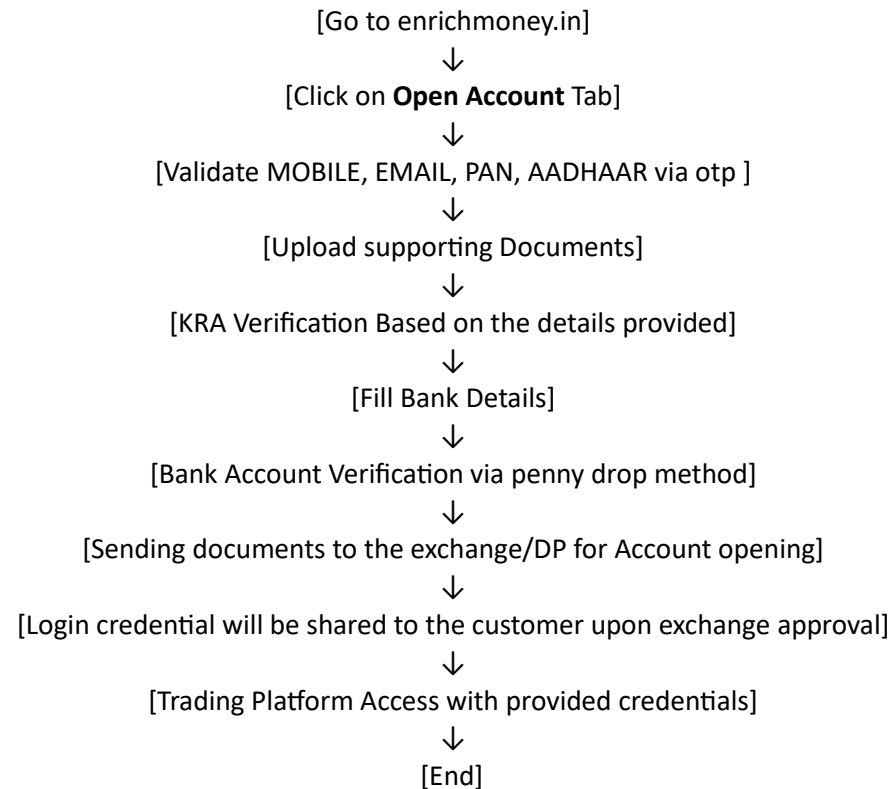 [Go to enrichmoney.in]
↓
[Click on Open Account Tab]
↓
[Validate MOBILE, EMAIL, PAN, AADHAAR via otp ]
↓
[Upload supporting Documents]
↓
[KRA Verification Based on the details provided]
↓
[Fill Bank Details]
↓
[Bank Account Verification via penny drop method]
↓
[Sending documents to the exchange/DP for Account opening]
↓
[Login credential will be shared to the customer upon exchange approval]
↓
[Trading Platform Access with provided credentials]
↓
[End]